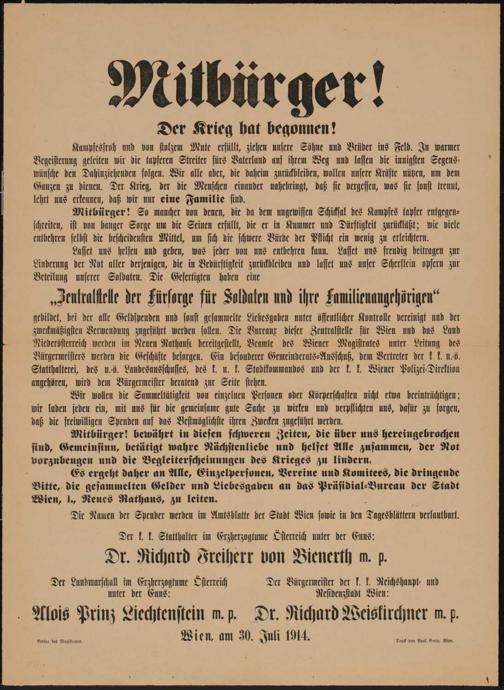 Mitbürger!
Der Krieg hat begonnen!
Kampfesfroh und von stolzem Mute erfüllt, ziehen unsere Söhne und Brüder ins Feld. In warmer
Begeisterung geleiten wir die tapferen Streiter fürs Vaterland auf ihrem Weg und lassen die innigsten Segens-
wünsche den Dahinziehenden folgen. Wir alle aber, die daheim zurückbleiben, wollen unsere Kräfte nützen, um dem
Ganzen zu dienen. Der Krieg, der die Menschen einander nahebringt, daß sie vergessen, was sie sonst trennt,
lehrt uns erkennen, daß wir nur eine Familie sind.
Mitbürger! So mancher von denen, die da dem ungewissen Schicksal des Kampfes tapfer entgegen-
schreiten, ist von banger Sorge um die Seinen erfüllt, die er in Kummer und Dürftigkeit zurückläßt; wie viele
entbehren selbst die bescheidensten Mittel, um sich die schwere Bürde der Pflicht ein wenig zu erleichtern.
Lasset uns helfen und geben, was jeder von uns entbehren kann. Lasset uns freudig beitragen zur
Linderung der Not aller derjenigen, die in Bedürftigkeit zurückbleiben und lasset uns unser Scherflein opfern zur
Beteilung unserer Soldaten. Die Gefertigten haben eine
„Zentralstelle der Fürsorge für Soldaten und ihre Familienangehörigen“
gebildet, bei der alle Geldspenden und sonst gesammelte Liebesgaben unter öffentlicher Kontrolle vereinigt und der
zweckmäßigsten Verwendung zugeführt werden sollen. Die Bureaux dieser Zentralstelle für Wien und das Land
Niederösterreich werden im Neuen Rathause bereitgestellt, Beamte des Wiener Magistrates unter Leitung des
Bürgermeisters werden die Geschäfte besorgen. Ein besonderer Gemeinderats-Ausschuß, dem Vertreter der k. k. n.-ö.
Statthalterei, des n.-ö. Landesausschusses, des k. u. k. Stadtkommandos und der k. k. Wiener Polizei-Direktion
angehören, wird dem Bürgermeister beratend zur Seite stehen.
Wir wollen die Sammeltätigkeit von einzelnen Personen oder Körperschaften nicht etwa beeinträchtigen;
wir laden jeden ein, mit uns für die gemeinsame gute Sache zu wirken und verpflichten uns, dafür zu sorgen,
daß die freiwilligen Spenden auf das Bestmöglichste ihren Zwecken zugeführt werden.
Mitbürger! bewährt in diesen schweren Zeiten, die über uns hereingebrochen
sind, Gemeinsinn, betätigt wahre Nächstenliebe und helfet Alle zusammen, der Not
vorzubeugen und die Begleiterscheinungen des Krieges zu lindern.
Es ergeht daher an Alle, Einzelpersonen, Vereine und Komitees, die dringende
Bitte, die gesammelten Gelder und Liebesgaben an das Präsidial-Bureau der Stadt
Wien, I., Neues Rathaus, zu leiten.
Die Namen der Spender werden im Amtsblatte der Stadt Wien sowie in den Tagesblättern verlautbart.
Der k. k. Statthalter im Erzherzogtume Österreich unter der Enns:
Dr. Richard Freiherr von Bienerth m. p.
Der Landmarschall im Erzherzogtume Österreich
unter der Enns:
Alois Prinz Liechtenstein m. p.
Der Bürgermeister der k. k. Reichshaupt- und
Residenzstadt Wien:
Dr. Richard Weiskirchner m. p.
Wien, am 30. Juli 1914.
Verlag des Magistrates.
Druck von Paul Gerin, Wien.